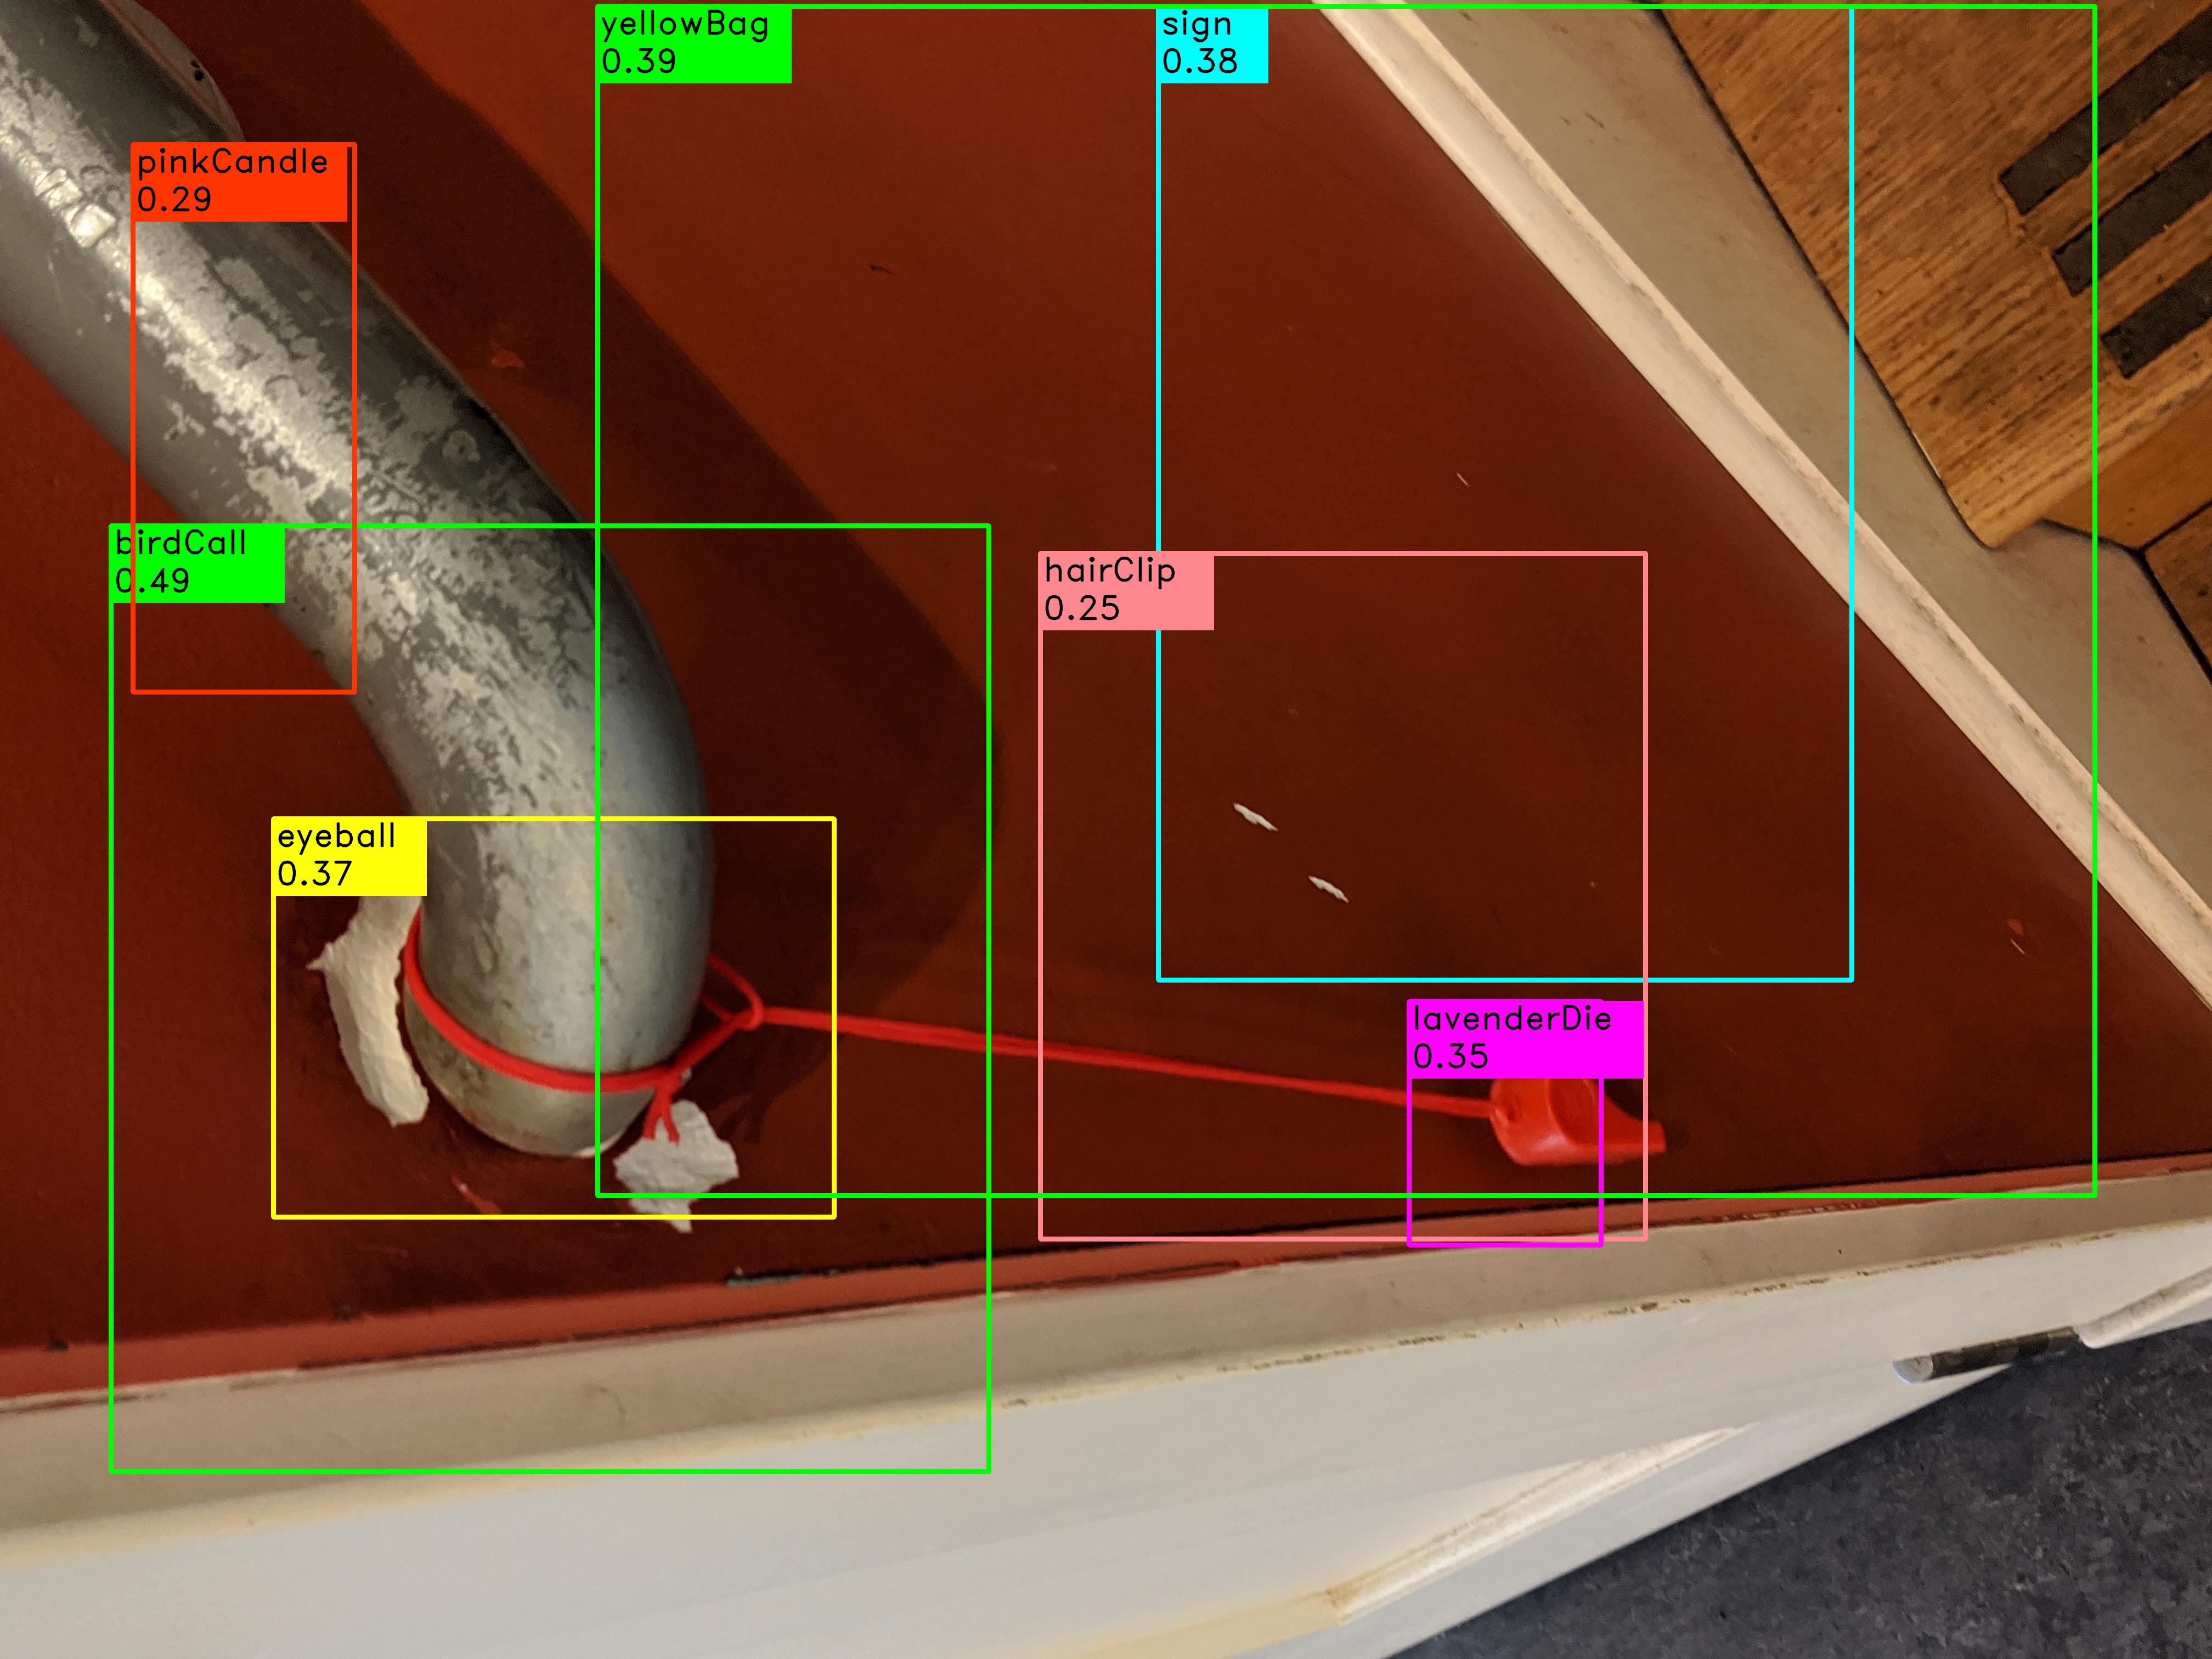 yellowBag
0.39
sign
0.38
pinkCandle
0.29
birdCall
0.49
hairClip
0.25
eyeball
0.37
lavenderDie
0.35